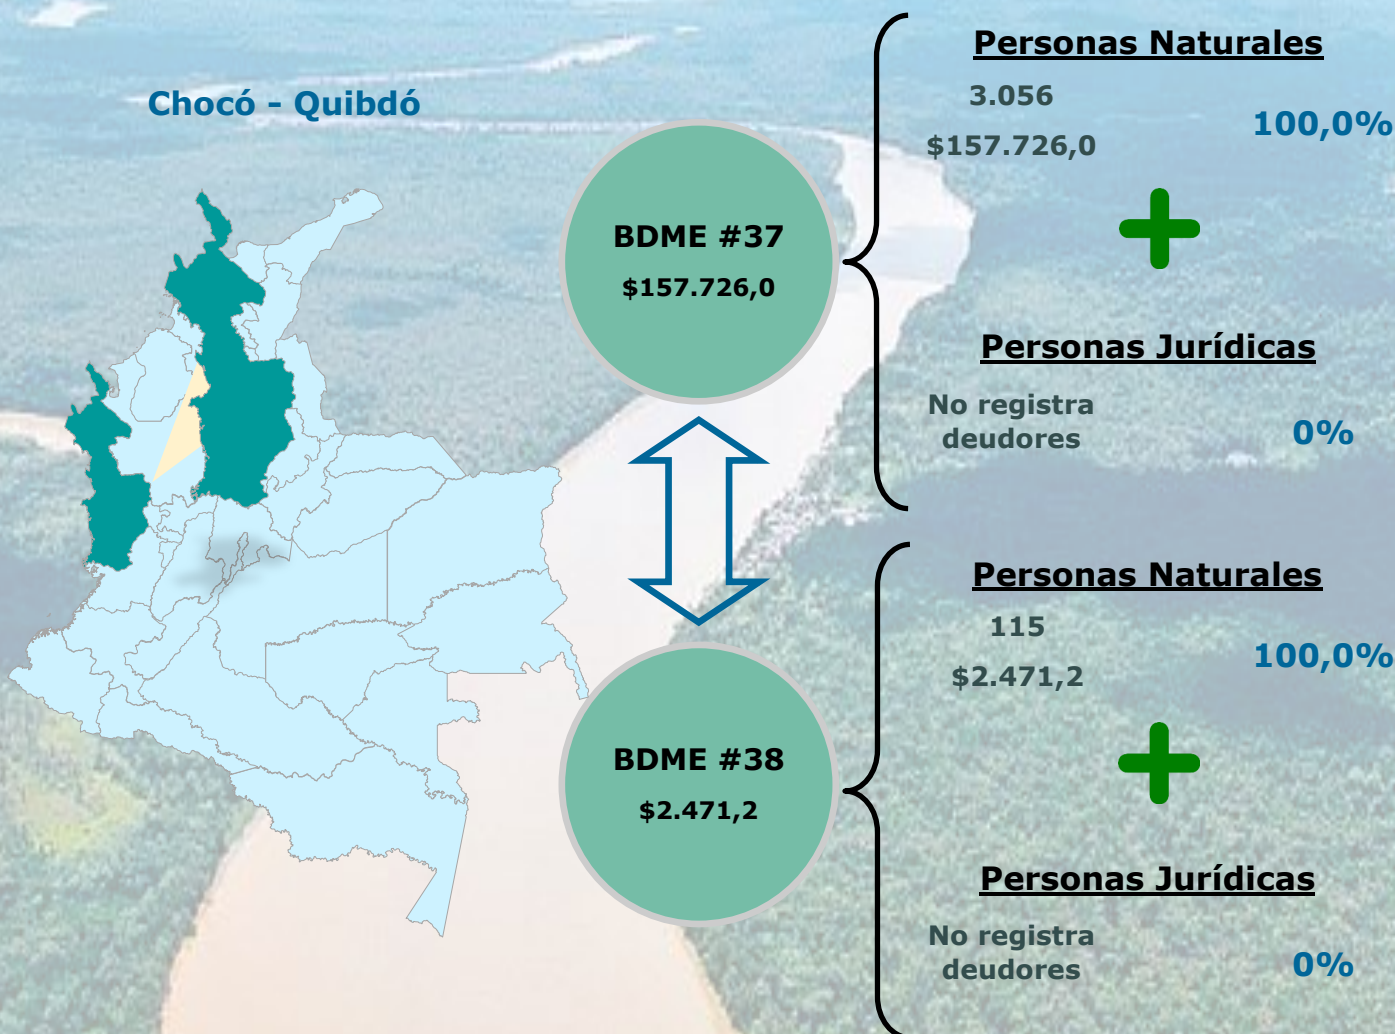 Chocó - Quibdó
BDME #37
$157.726,0
Personas Naturales
3.056
$157.726,0
100,0%
Personas Jurídicas
No registra
deudores
0%
BDME #38
$2.471,2
Personas Naturales
115
$2.471,2
100,0%
Personas Jurídicas
No registra
deudores
0%